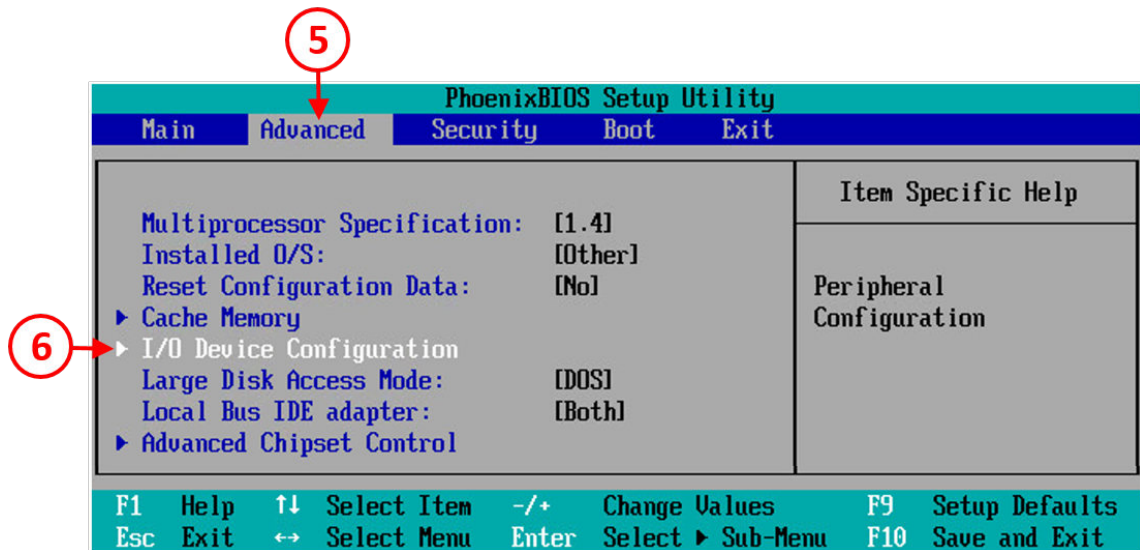 5
PhoenixBIOS Setup Utility
Main Advanced Security Boot Exit
Item Specific Help
Multiprocessor Specification: [1.4]
Installed O/S: [Other]
Reset Configuration Data: [No]
Peripheral
▶ Cache Memory
Configuration
6
▶ I/O Device Configuration
Large Disk Access Mode: [DOS]
Local Bus IDE adapter: [Both]
▶ Advanced Chipset Control
F1 Help ↑↓ Select Item -/+ Change Values F9 Setup Defaults
Esc Exit ↔ Select Menu Enter Select ▶ Sub-Menu F10 Save and Exit